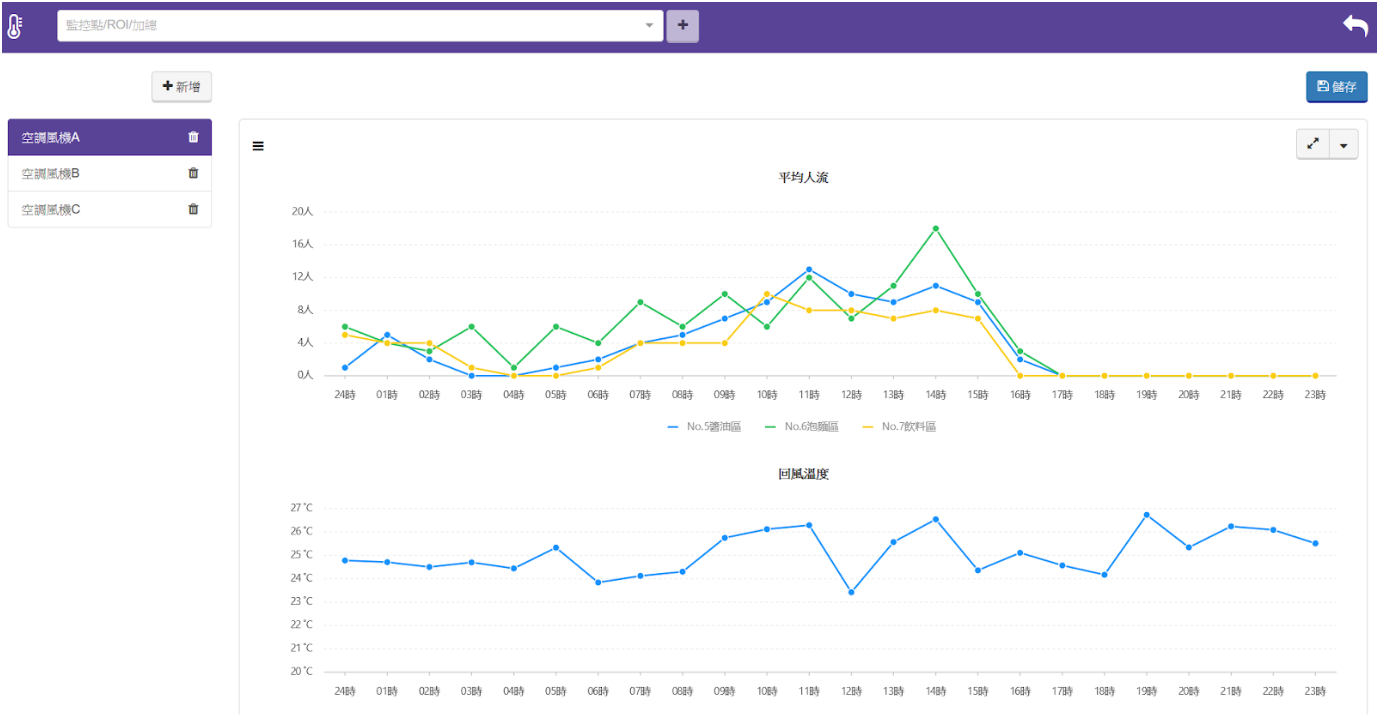 監控點/ROI/加總
新增
儲存
空調風機A
空調風機B
空調風機C
平均人流
20人
16人
12人
8人
4人
0人
24時 01時 02時 03時 04時 05時 06時 07時 08時 09時 10時 11時 12時 13時 14時 15時 16時 17時 18時 19時 20時 21時 22時 23時
No.5醬油區 No.6泡麵區 No.7飲料區
回風溫度
27℃
26℃
25℃
24℃
23℃
22℃
21℃
20℃
24時 01時 02時 03時 04時 05時 06時 07時 08時 09時 10時 11時 12時 13時 14時 15時 16時 17時 18時 19時 20時 21時 22時 23時